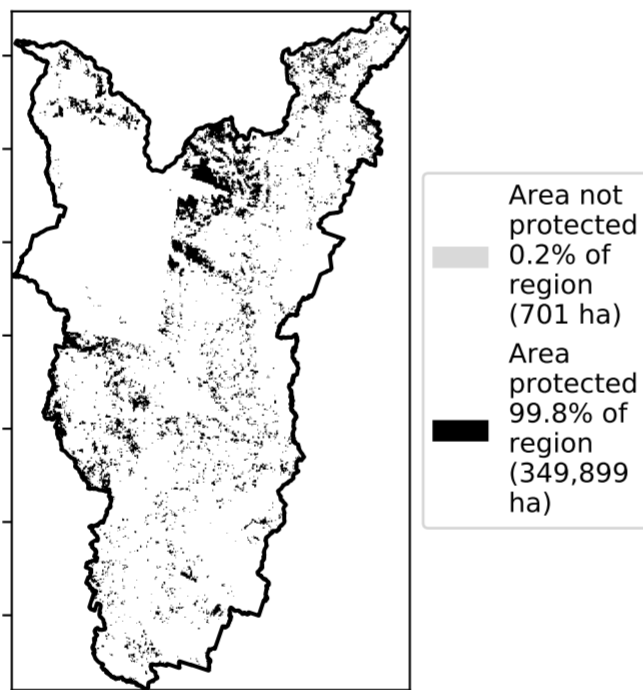 Area not
protected
0.2% of
region
(701 ha)
Area
protected
99.8% of
region
(349,899
ha)